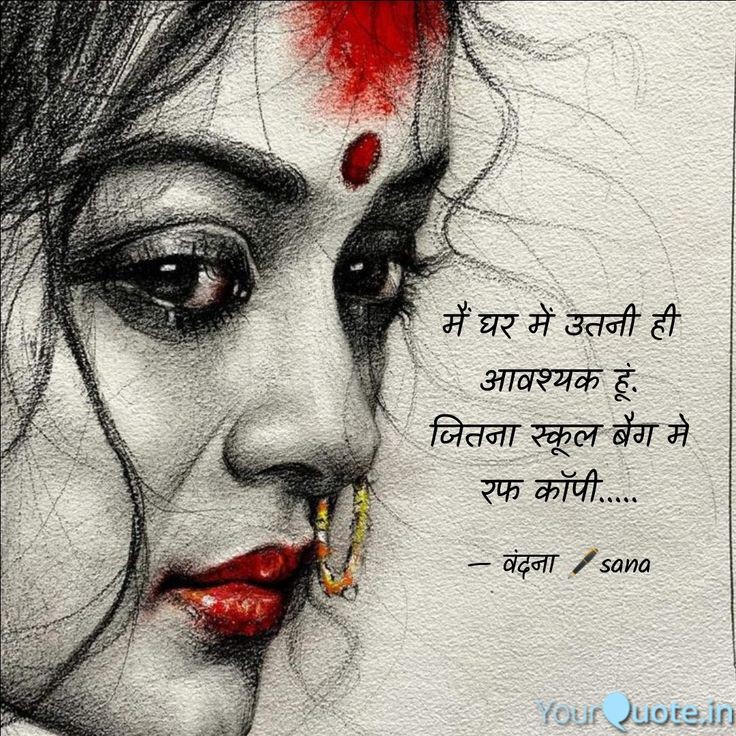 मैं घर में उतनी ही
आवश्यक हूं.
जितना स्कूल बैग मे
रफ कॉपी.....
— वंदना 🖋️sana
YourQuote.in